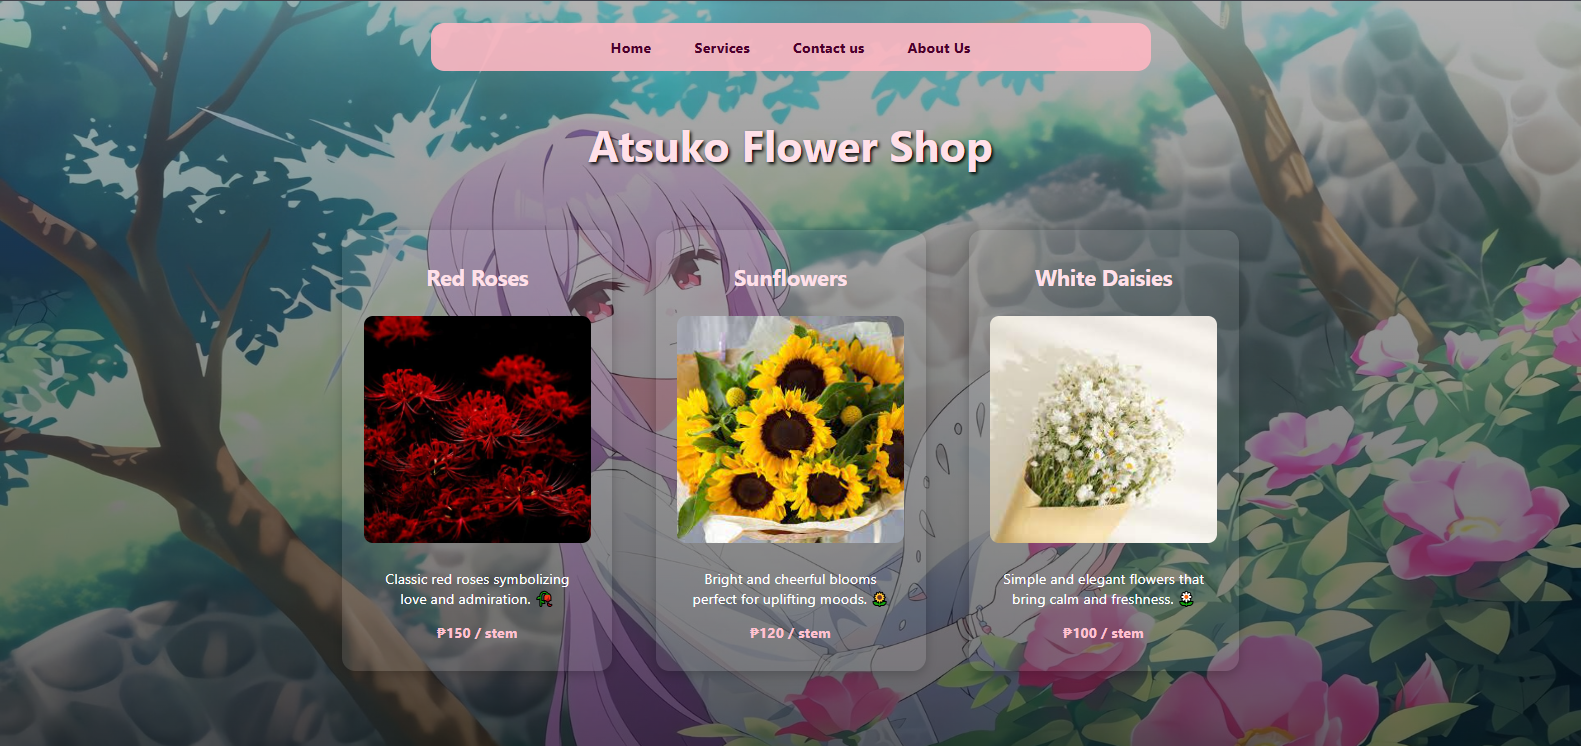 Home Services Contact us About Us
Atsuko Flower Shop
Red Roses
Classic red roses symbolizing
love and admiration. 🌹
₱150 / stem
Sunflowers
Bright and cheerful blooms
perfect for uplifting moods. 🌻
₱120 / stem
White Daisies
Simple and elegant flowers that
bring calm and freshness. 🌼
₱100 / stem